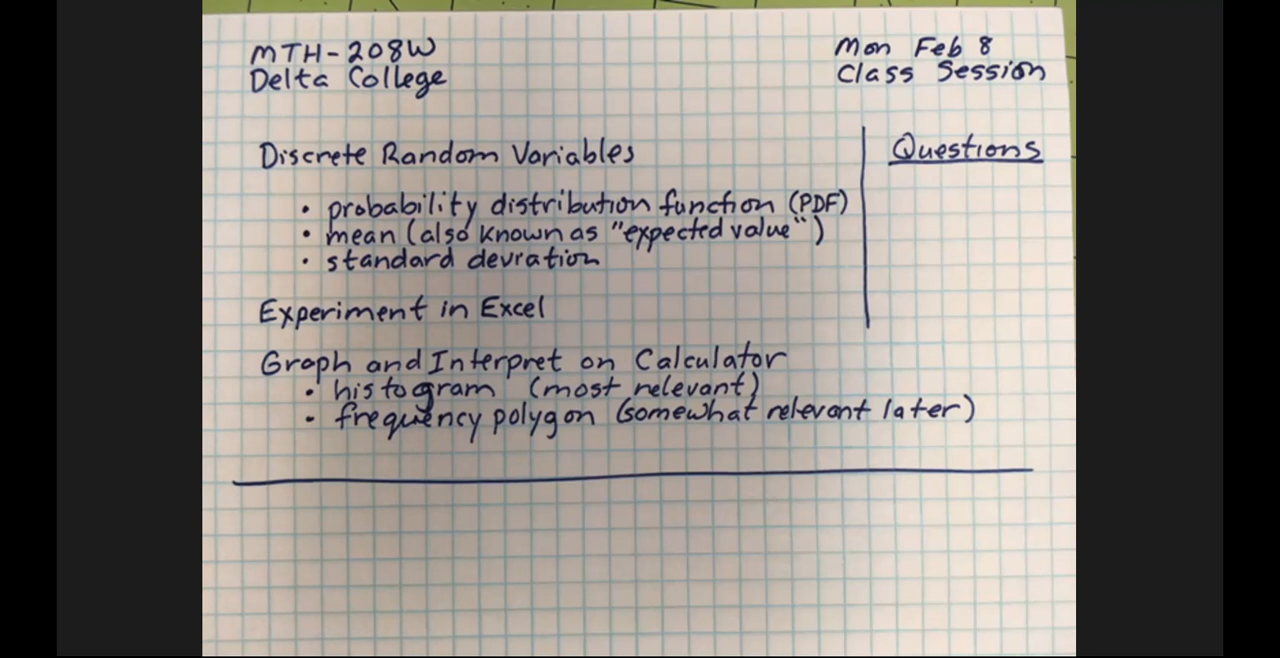 MTH-208W
Delta College
Mon Feb 8
Class Session
Discrete Random Variables
• probability distribution function (PDF)
• mean (also known as "expected value")
• standard deviation
Questions
Experiment in Excel
Graph and Interpret on Calculator
• histogram (most relevant)
• frequency polygon (somewhat relevant later)